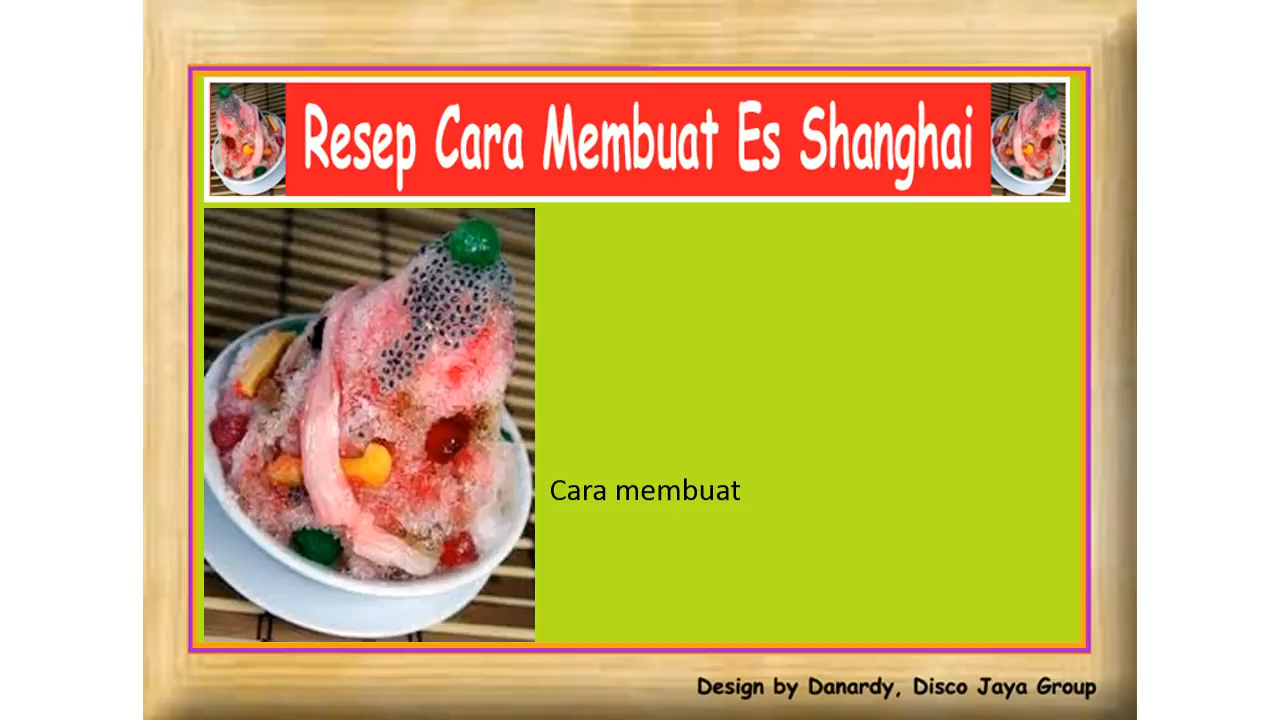 Resep Cara Membuat Es Shanghai
Cara membuat
Design by Danardy, Disco Jaya Group